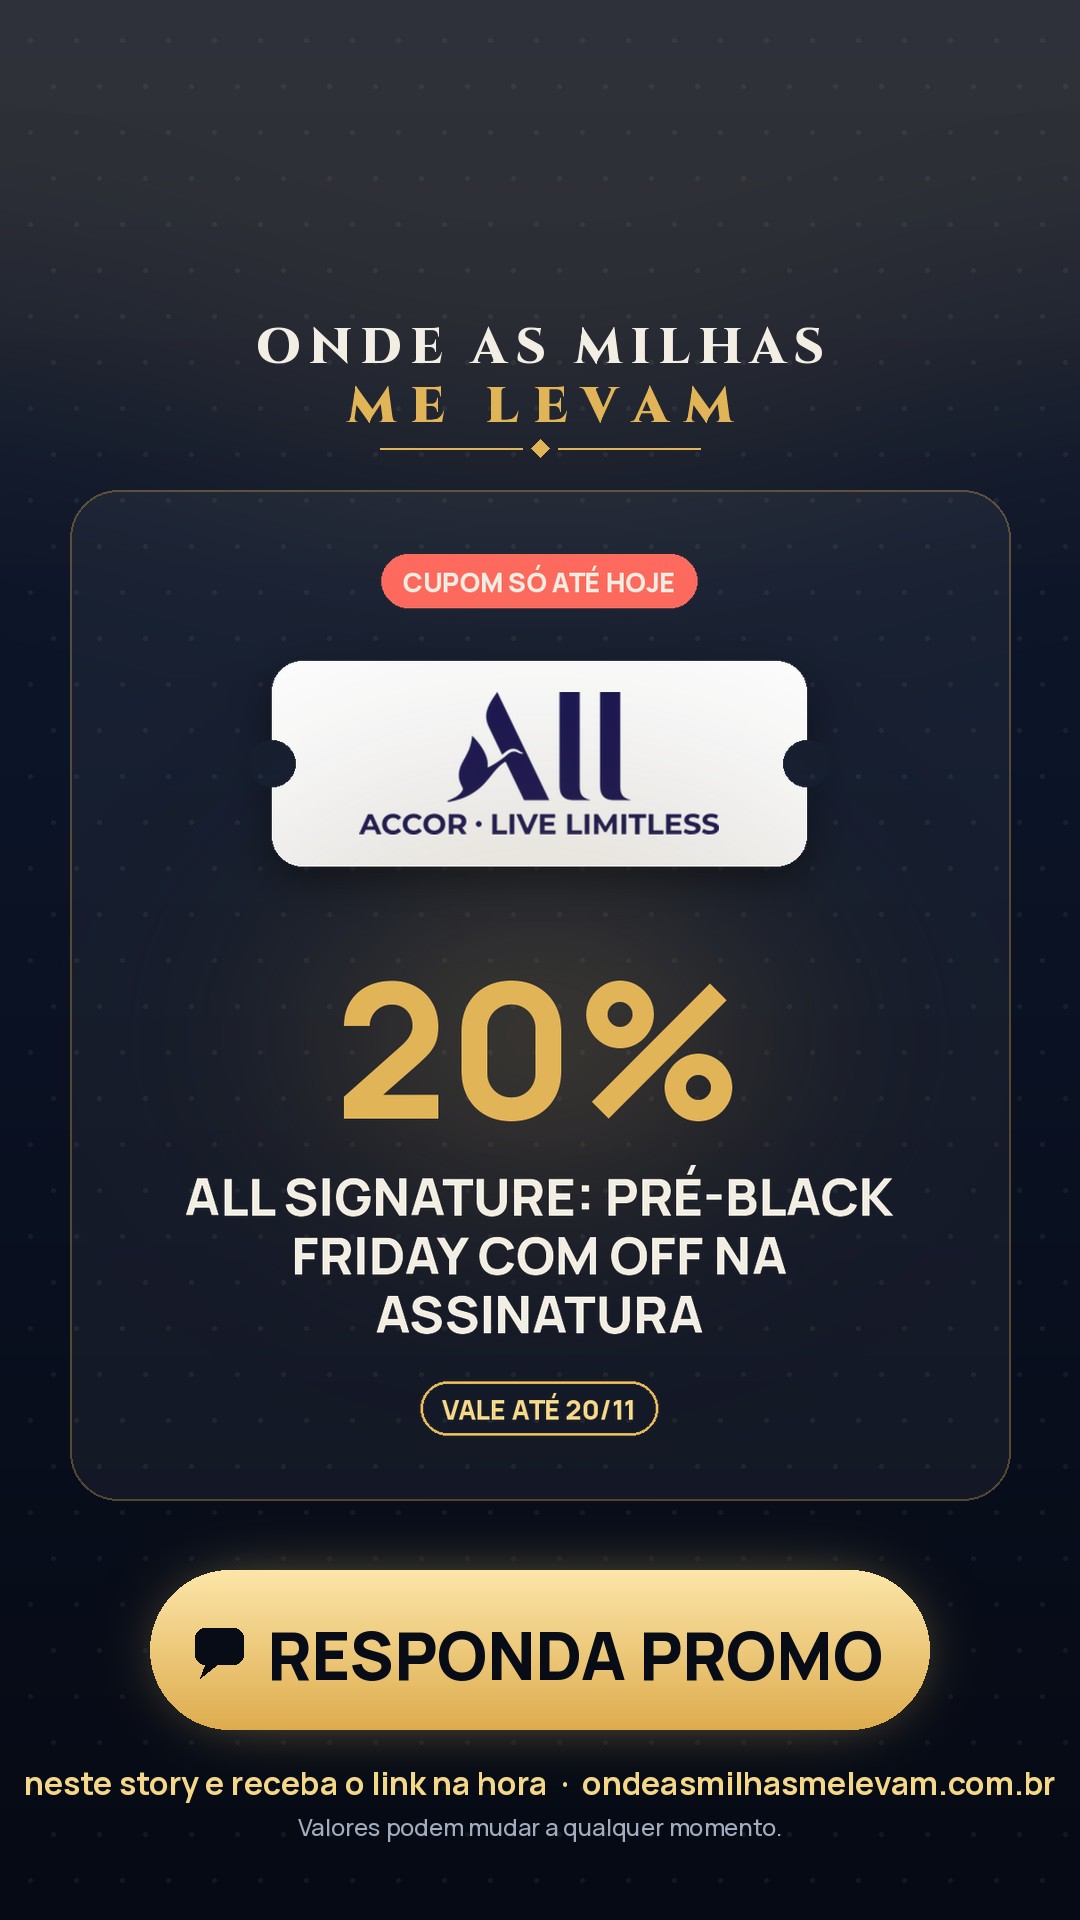 ONDE AS MILHAS
ME LEVAM
CUPOM SÓ ATÉ HOJE
All
ACCOR · LIVE LIMITLESS
20%
ALL SIGNATURE: PRÉ-BLACK
FRIDAY COM OFF NA
ASSINATURA
VALE ATÉ 20/11
RESPONDA PROMO
neste story e receba o link na hora · ondeasmilhasmelevam.com.br
Valores podem mudar a qualquer momento.